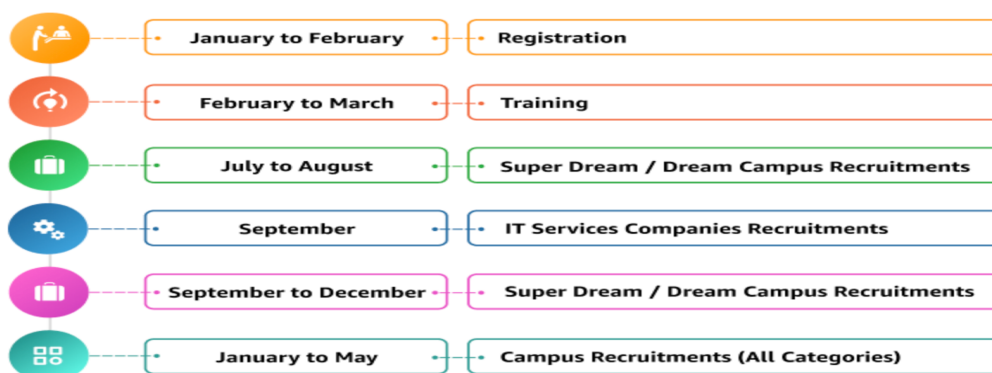 January to February
Registration
February to March
Training
July to August
Super Dream / Dream Campus Recruitments
September
IT Services Companies Recruitments
September to December
Super Dream / Dream Campus Recruitments
January to May
Campus Recruitments (All Categories)